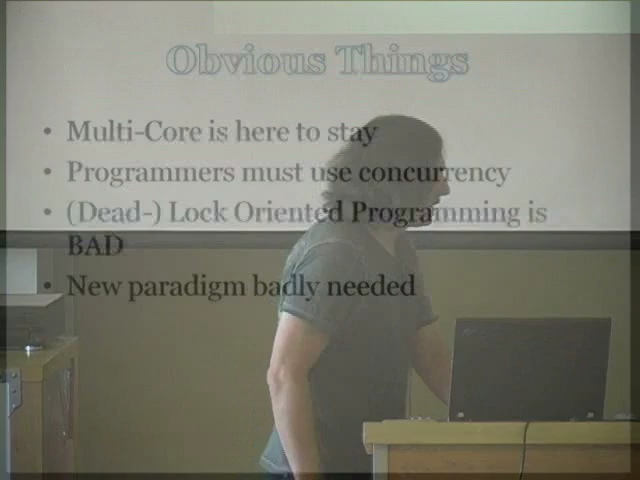 Obvious Things
• Multi-Core is here to stay
• Programmers must use concurrency
• (Dead-) Lock Oriented Programming is
BAD
• New paradigm badly needed